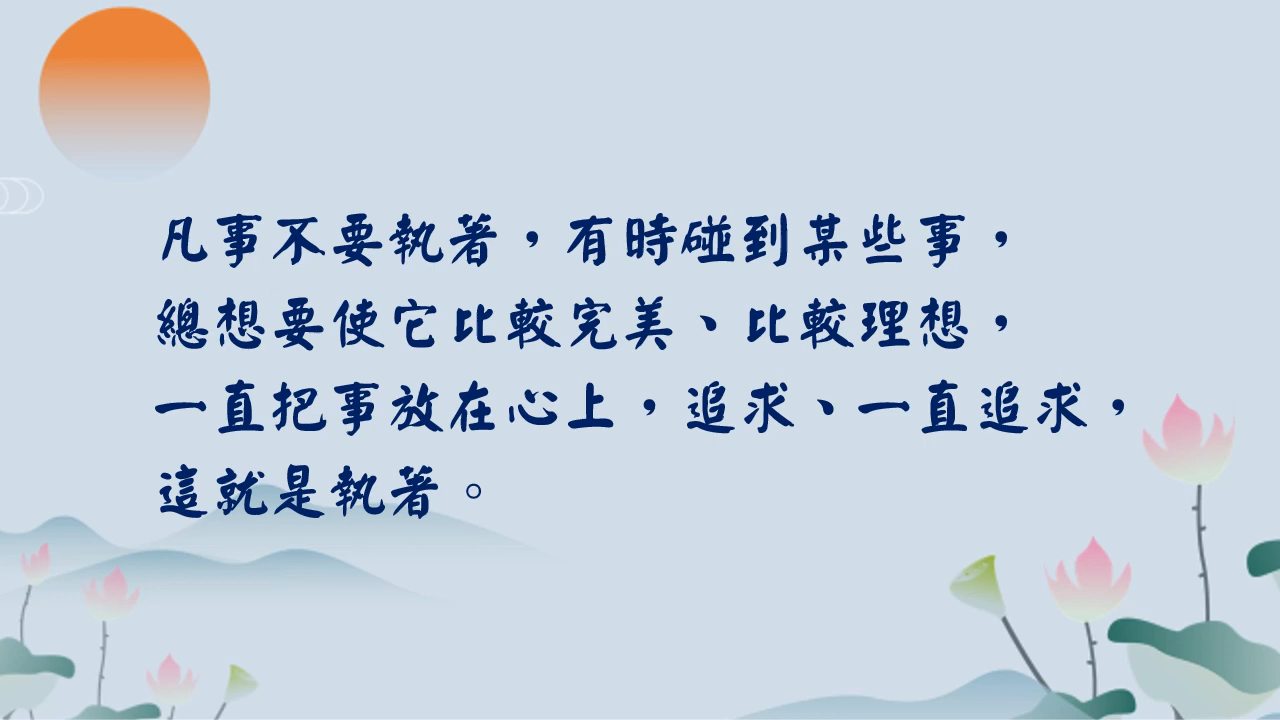 凡事不要執著，有時碰到某些事，
總想要使它比較完美、比較理想，
一直把事放在心上，追求、一直追求，
這就是執著。